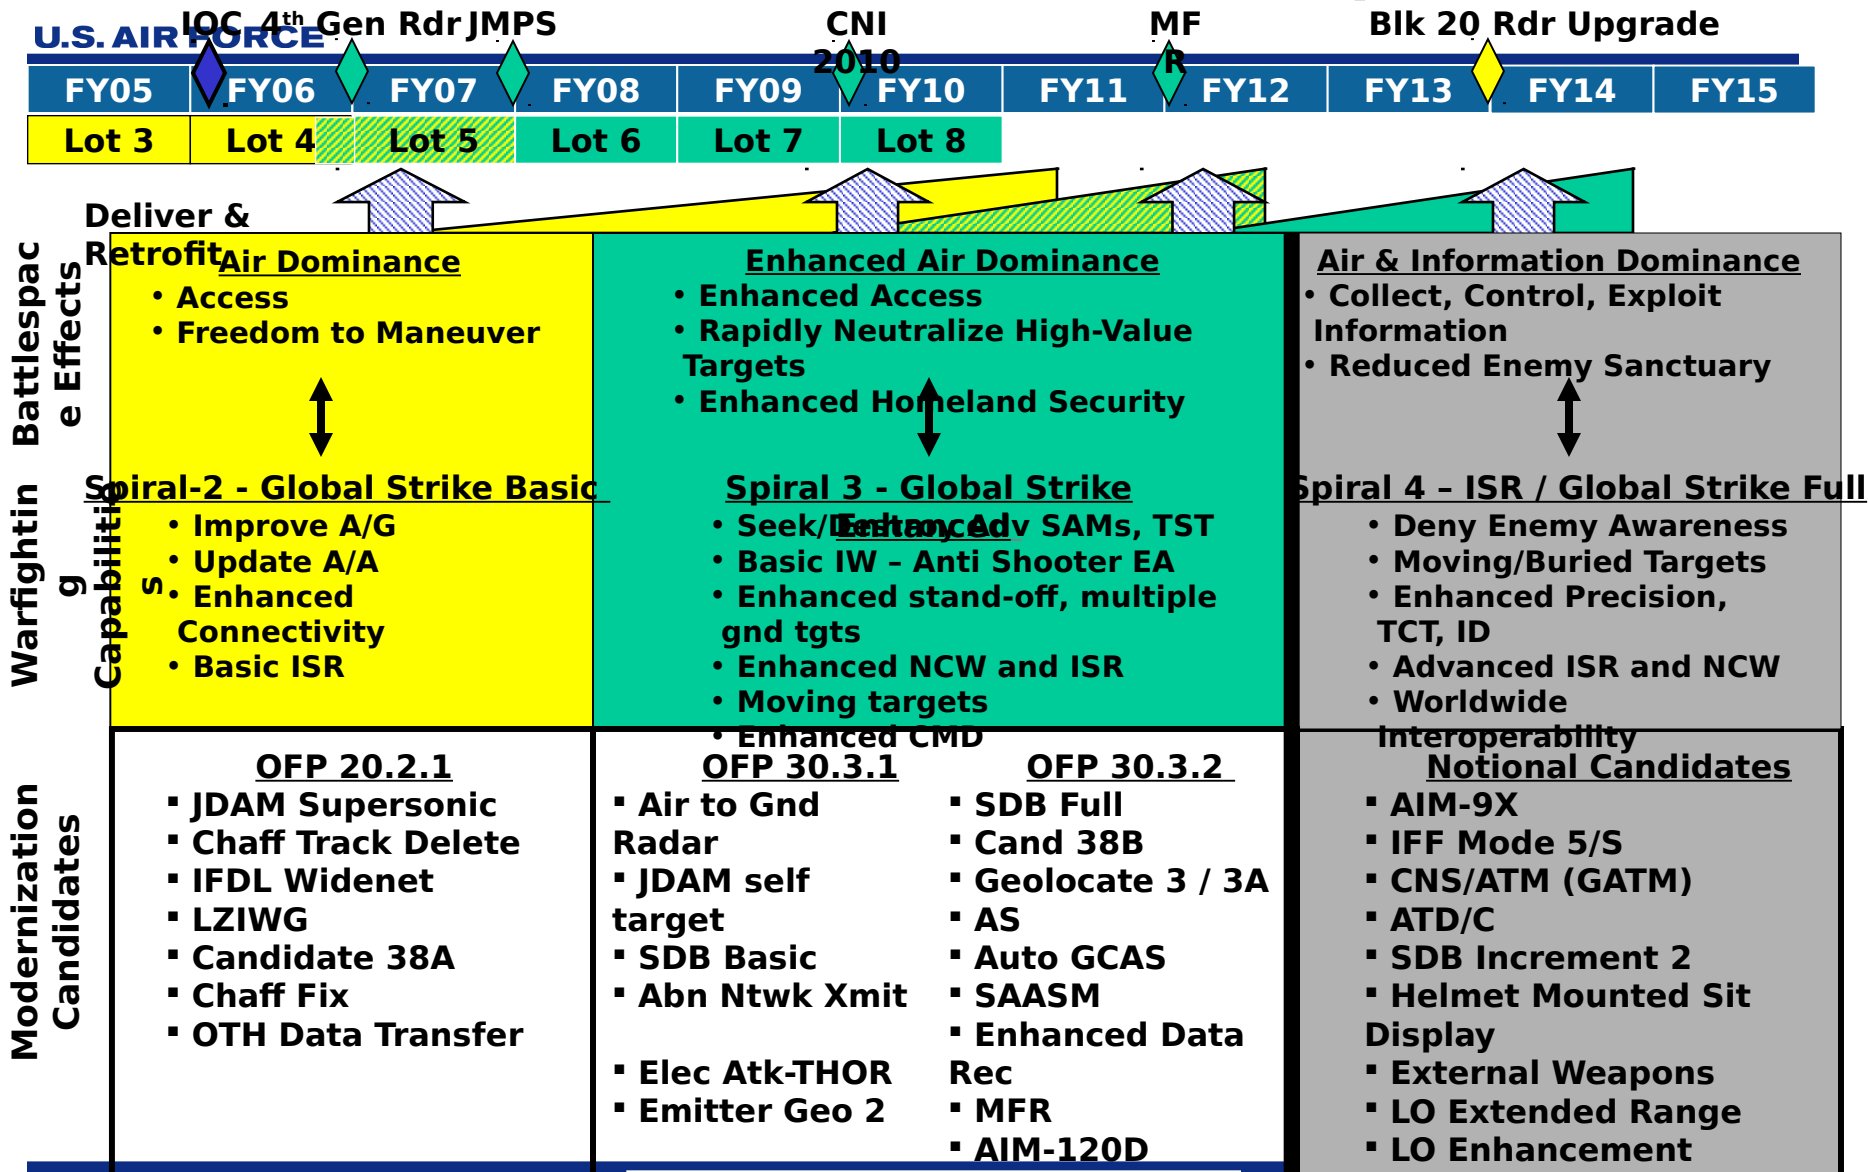 IOC 4th Gen Rdr JMPS CNI 2010 MFR Blk 20 Rdr Upgrade
U.S. AIR FORCE
FY05 FY06 FY07 FY08 FY09 FY10 FY11 FY12 FY13 FY14 FY15
Lot 3 Lot 4 Lot 5 Lot 6 Lot 7 Lot 8
Deliver &
Retrofit
Battlespac
e Effects
Air Dominance
• Access
• Freedom to Maneuver
Enhanced Air Dominance
• Enhanced Access
• Rapidly Neutralize High-Value
Targets
• Enhanced Homeland Security
Air & Information Dominance
• Collect, Control, Exploit
Information
• Reduced Enemy Sanctuary
Warfightin
g
Capabilitie
s
Spiral-2 - Global Strike Basic
• Improve A/G
• Update A/A
• Enhanced
Connectivity
• Basic ISR
Spiral 3 - Global Strike
Enhanced
• Seek/Destroy Adv SAMs, TST
• Basic IW – Anti Shooter EA
• Enhanced stand-off, multiple
gnd tgts
• Enhanced NCW and ISR
• Moving targets
• Enhanced CMD
Spiral 4 – ISR / Global Strike Full
• Deny Enemy Awareness
• Moving/Buried Targets
• Enhanced Precision,
TCT, ID
• Advanced ISR and NCW
• Worldwide
Interoperability
Modernization
Candidates
OFP 20.2.1
▪ JDAM Supersonic
▪ Chaff Track Delete
▪ IFDL Widenet
▪ LZIWG
▪ Candidate 38A
▪ Chaff Fix
▪ OTH Data Transfer
OFP 30.3.1
▪ Air to Gnd
Radar
▪ JDAM self
target
▪ SDB Basic
▪ Abn Ntwk Xmit
▪ Elec Atk-THOR
▪ Emitter Geo 2
OFP 30.3.2
▪ SDB Full
▪ Cand 38B
▪ Geolocate 3 / 3A
▪ AS
▪ Auto GCAS
▪ SAASM
▪ Enhanced Data
Rec
▪ MFR
▪ AIM-120D
Notional Candidates
▪ AIM-9X
▪ IFF Mode 5/S
▪ CNS/ATM (GATM)
▪ ATD/C
▪ SDB Increment 2
▪ Helmet Mounted Sit
Display
▪ External Weapons
▪ LO Extended Range
▪ LO Enhancement